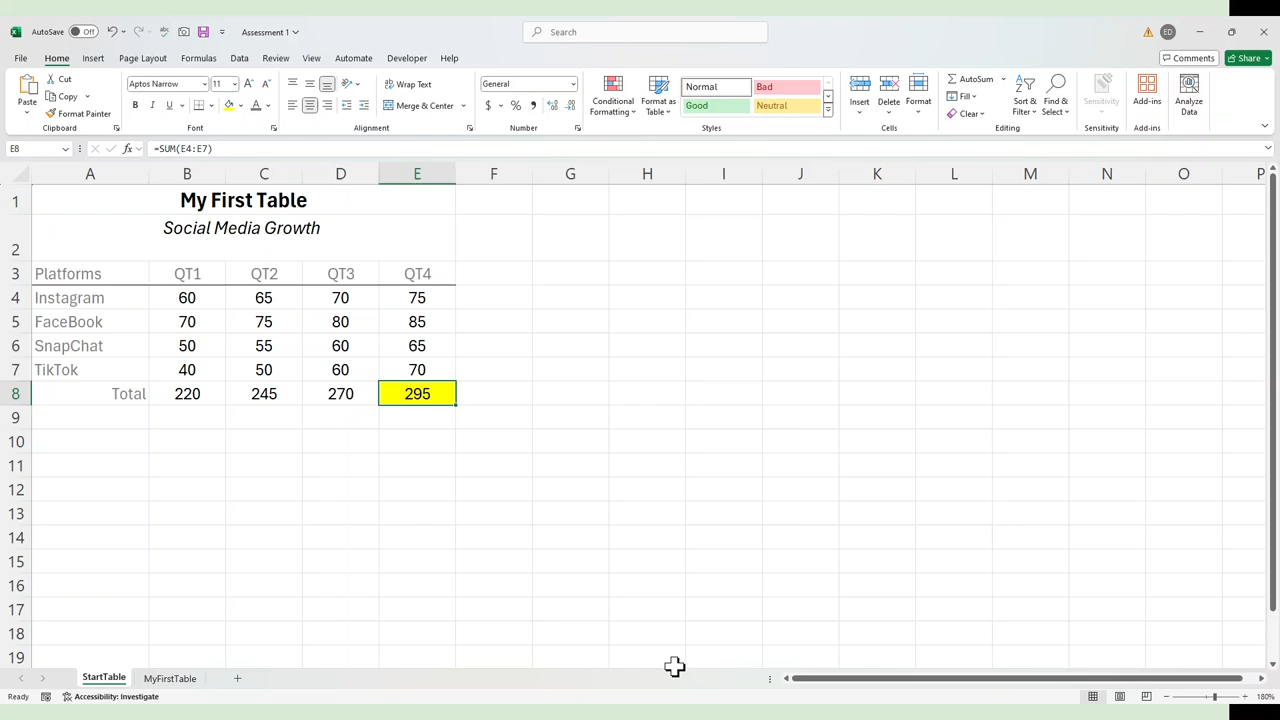 AutoSave Off Assessment 1 Search ED
File Home Insert Page Layout Formulas Data Review View Automate Developer Help Comments Share
Paste Cut Copy Format Painter Clipboard
Aptos Narrow 11 B I U A Font
Wrap Text Merge & Center Alignment
General $ % , Number
Conditional Formatting Format as Table Normal Bad Good Neutral Styles
Insert Delete Format Cells
AutoSum Fill Clear Sort & Filter Find & Select Editing
Sensitivity Sensitivity
Add-ins Add-ins
Analyze Data
E8 fx =SUM(E4:E7)
A B C D E F G H I J K L M N O P
1 My First Table
2 Social Media Growth
3 Platforms QT1 QT2 QT3 QT4
4 Instagram 60 65 70 75
5 FaceBook 70 75 80 85
6 SnapChat 50 55 60 65
7 TikTok 40 50 60 70
8 Total 220 245 270 295
9
10
11
12
13
14
15
16
17
18
19
StartTable MyFirstTable
Ready Accessibility: Investigate 180%